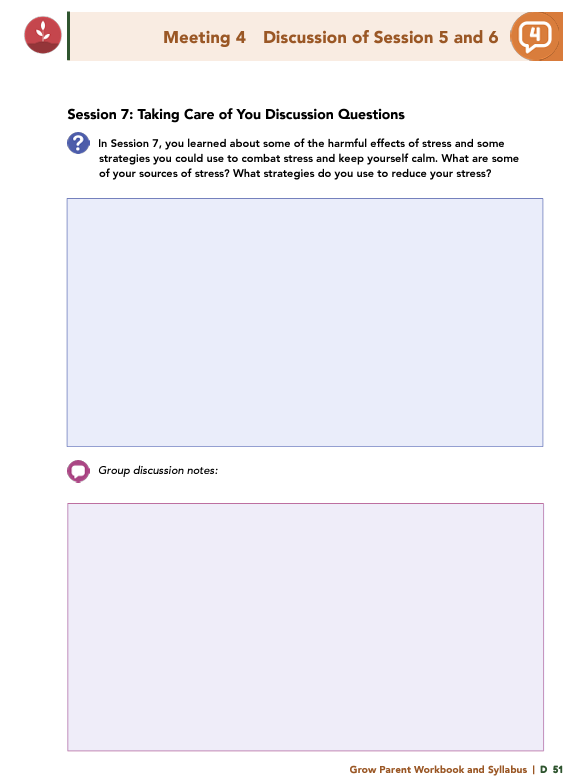 Meeting 4 Discussion of Session 5 and 6
4
Session 7: Taking Care of You Discussion Questions
?
In Session 7, you learned about some of the harmful effects of stress and some
strategies you could use to combat stress and keep yourself calm. What are some
of your sources of stress? What strategies do you use to reduce your stress?
Group discussion notes:
Grow Parent Workbook and Syllabus | D 51